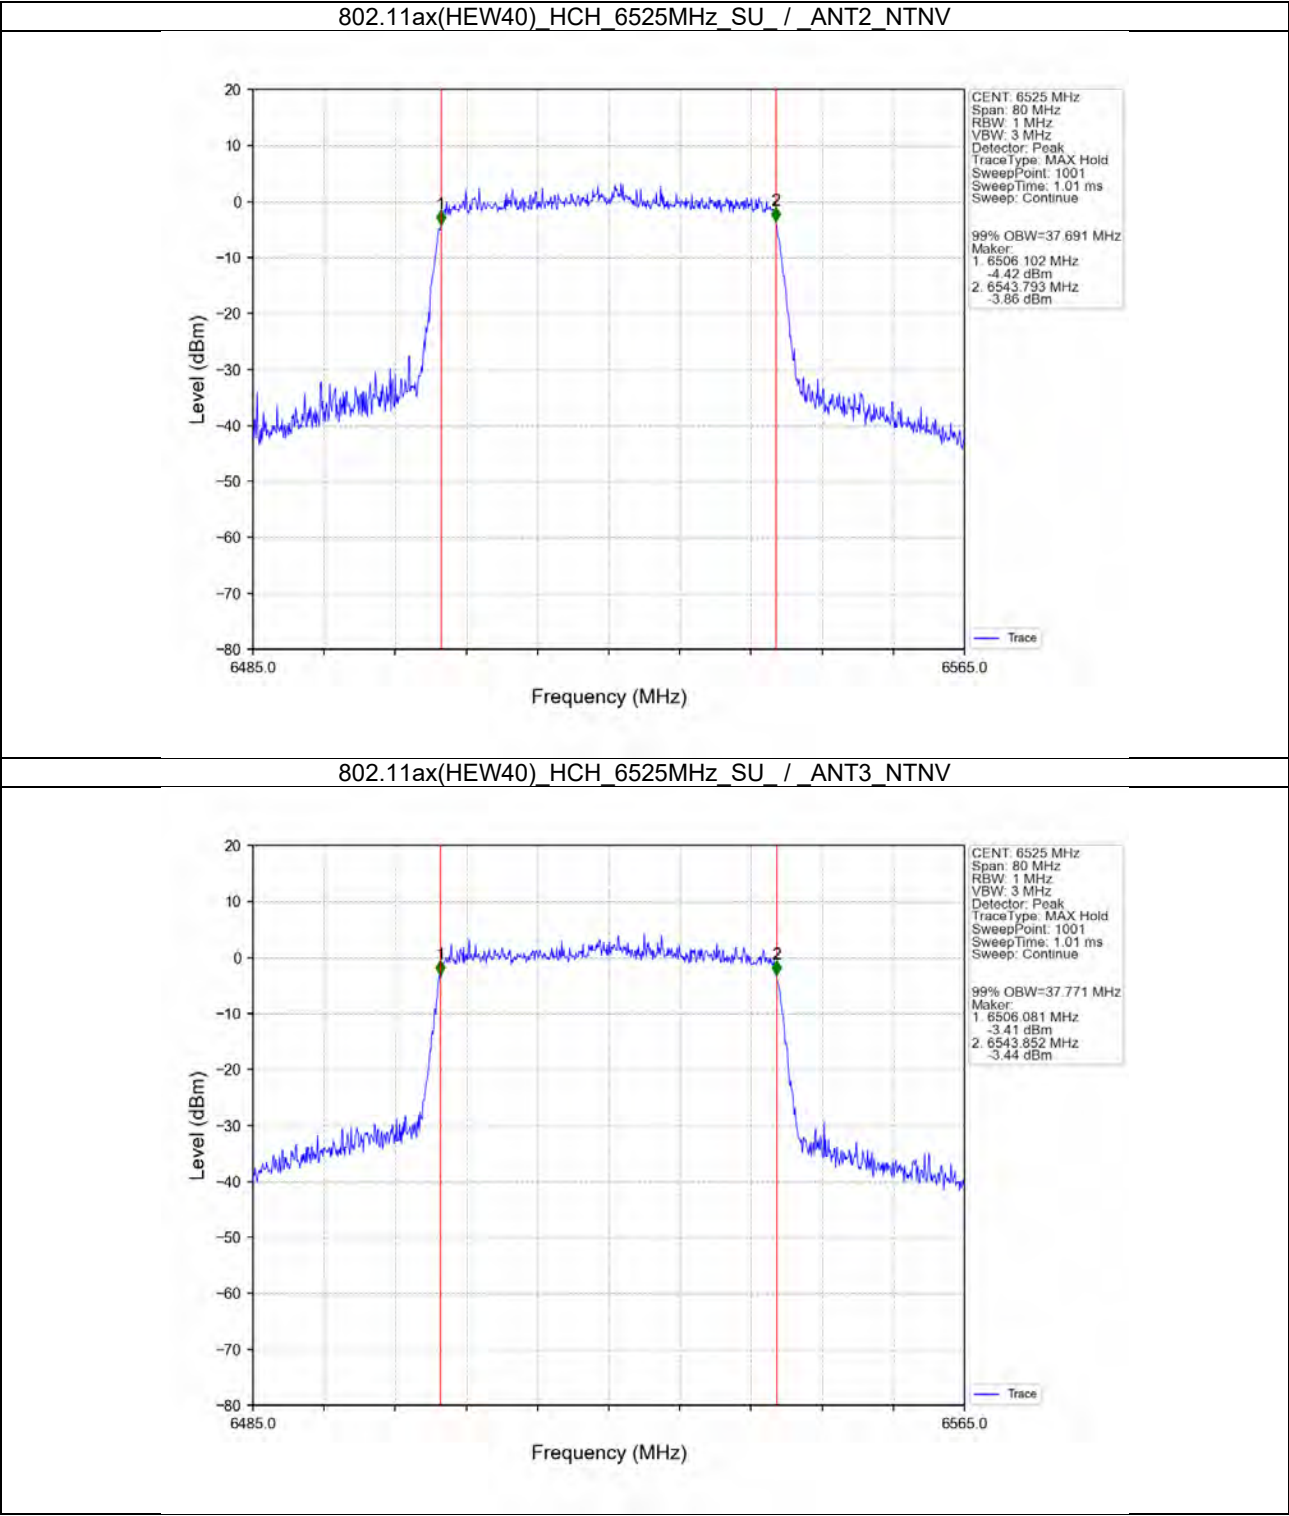 802.11ax(HEW40)_HCH_6525MHz_SU_ / _ANT2_NTNV
20
10
0
−10
−20
−30
−40
−50
−60
−70
−80
Level (dBm)
1
2
6485.0
6565.0
Frequency (MHz)
CENT: 6525 MHz
Span: 80 MHz
RBW: 1 MHz
VBW: 3 MHz
Detector: Peak
TraceType: MAX Hold
SweepPoint: 1001
SweepTime: 1.01 ms
Sweep: Continue
99% OBW=37.691 MHz
Maker:
1. 6506.102 MHz
-4.42 dBm
2. 6543.793 MHz
-3.86 dBm
Trace
802.11ax(HEW40)_HCH_6525MHz_SU_ / _ANT3_NTNV
20
10
0
−10
−20
−30
−40
−50
−60
−70
−80
Level (dBm)
1
2
6485.0
6565.0
Frequency (MHz)
CENT: 6525 MHz
Span: 80 MHz
RBW: 1 MHz
VBW: 3 MHz
Detector: Peak
TraceType: MAX Hold
SweepPoint: 1001
SweepTime: 1.01 ms
Sweep: Continue
99% OBW=37.771 MHz
Maker:
1. 6506.081 MHz
-3.41 dBm
2. 6543.852 MHz
-3.44 dBm
Trace